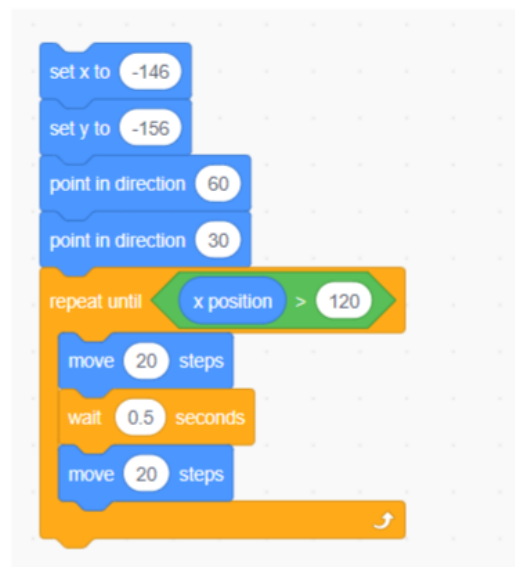 set x to -146
set y to -156
point in direction 60
point in direction 30
repeat until x position > 120
move 20 steps
wait 0.5 seconds
move 20 steps